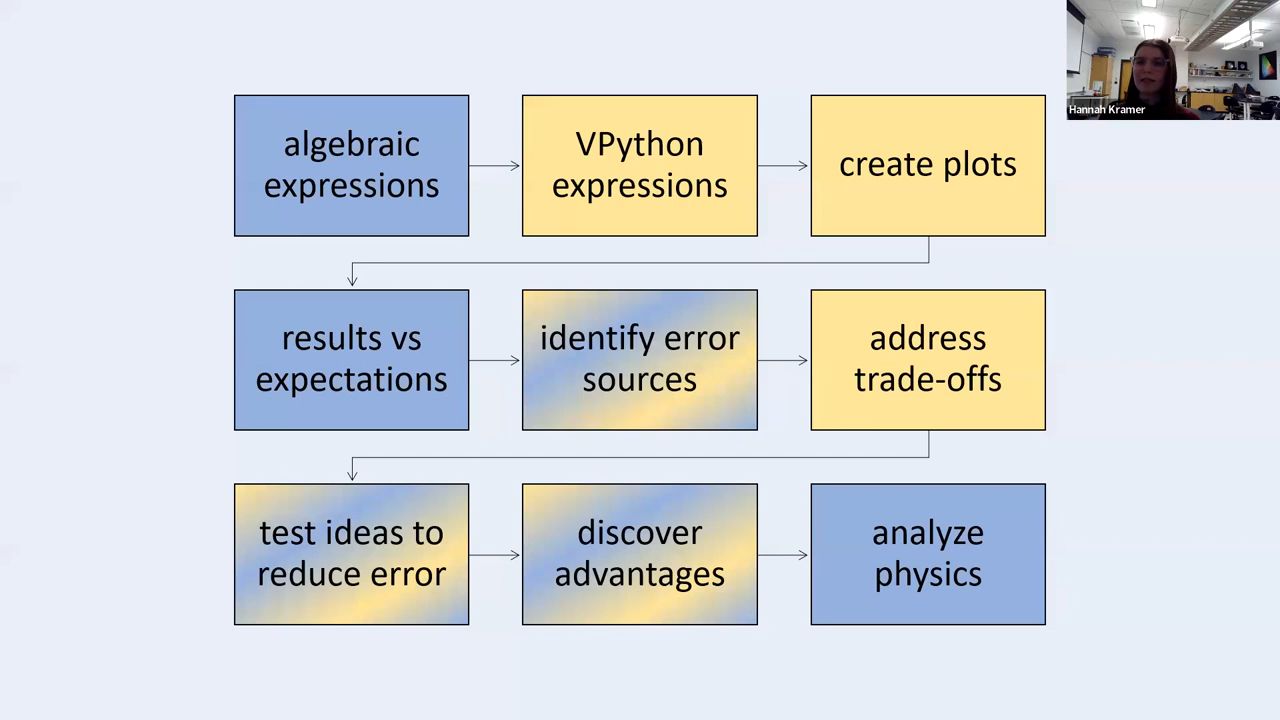 Hannah Kramer
algebraic
expressions
VPython
expressions
create plots
results vs
expectations
identify error
sources
address
trade-offs
test ideas to
reduce error
discover
advantages
analyze
physics